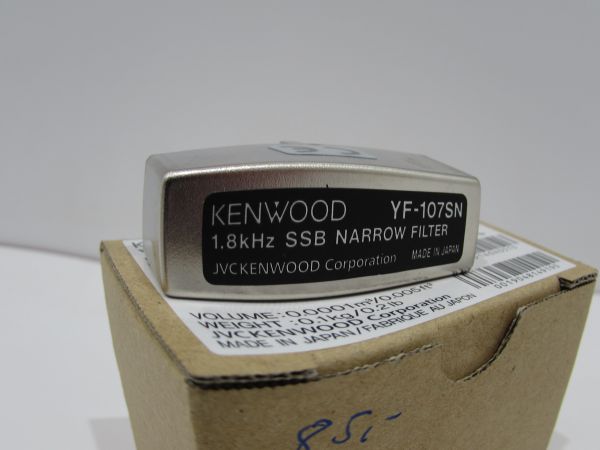 KENWOOD YF-107SN
1.8kHz SSB NARROW FILTER
JVCKENWOOD Corporation MADE IN JAPAN
VOLUME: 0.0001m³/0.005ft³
WEIGHT : 0.1kg/0.2lb
JVCKENWOOD Corporation
MADE IN JAPAN/FABRIQUE AU JAPON